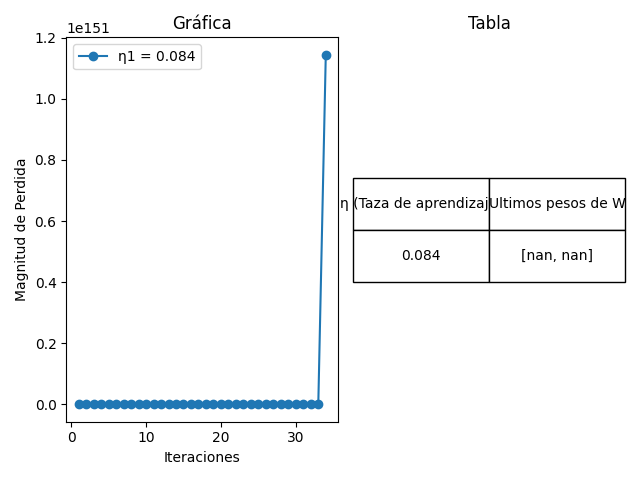 Gráfica
1e151
1.2
1.0
0.8
0.6
0.4
0.2
0.0
Magnitud de Perdida
η1 = 0.084
0
10
20
30
Iteraciones
Tabla
η (Taza de aprendizaj
Ultimos pesos de W
0.084
[nan, nan]